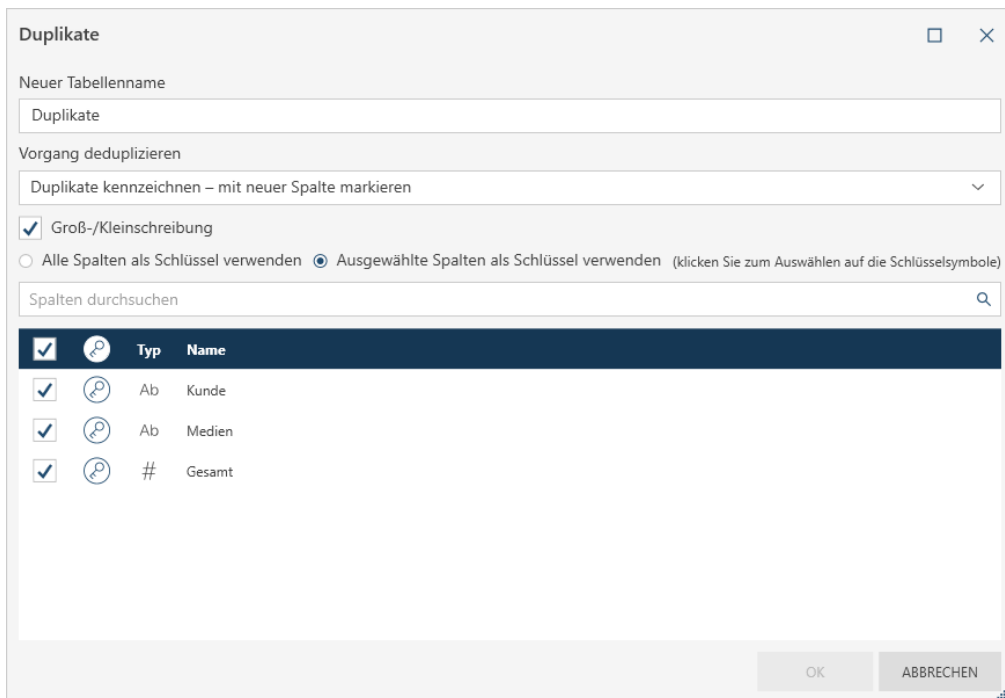 Duplikate
Neuer Tabellenname
Duplikate
Vorgang deduplizieren
Duplikate kennzeichnen – mit neuer Spalte markieren
Groß-/Kleinschreibung
Alle Spalten als Schlüssel verwenden Ausgewählte Spalten als Schlüssel verwenden (klicken Sie zum Auswählen auf die Schlüsselsymbole)
Spalten durchsuchen
Typ Name
Ab Kunde
Ab Medien
# Gesamt
OK ABBRECHEN